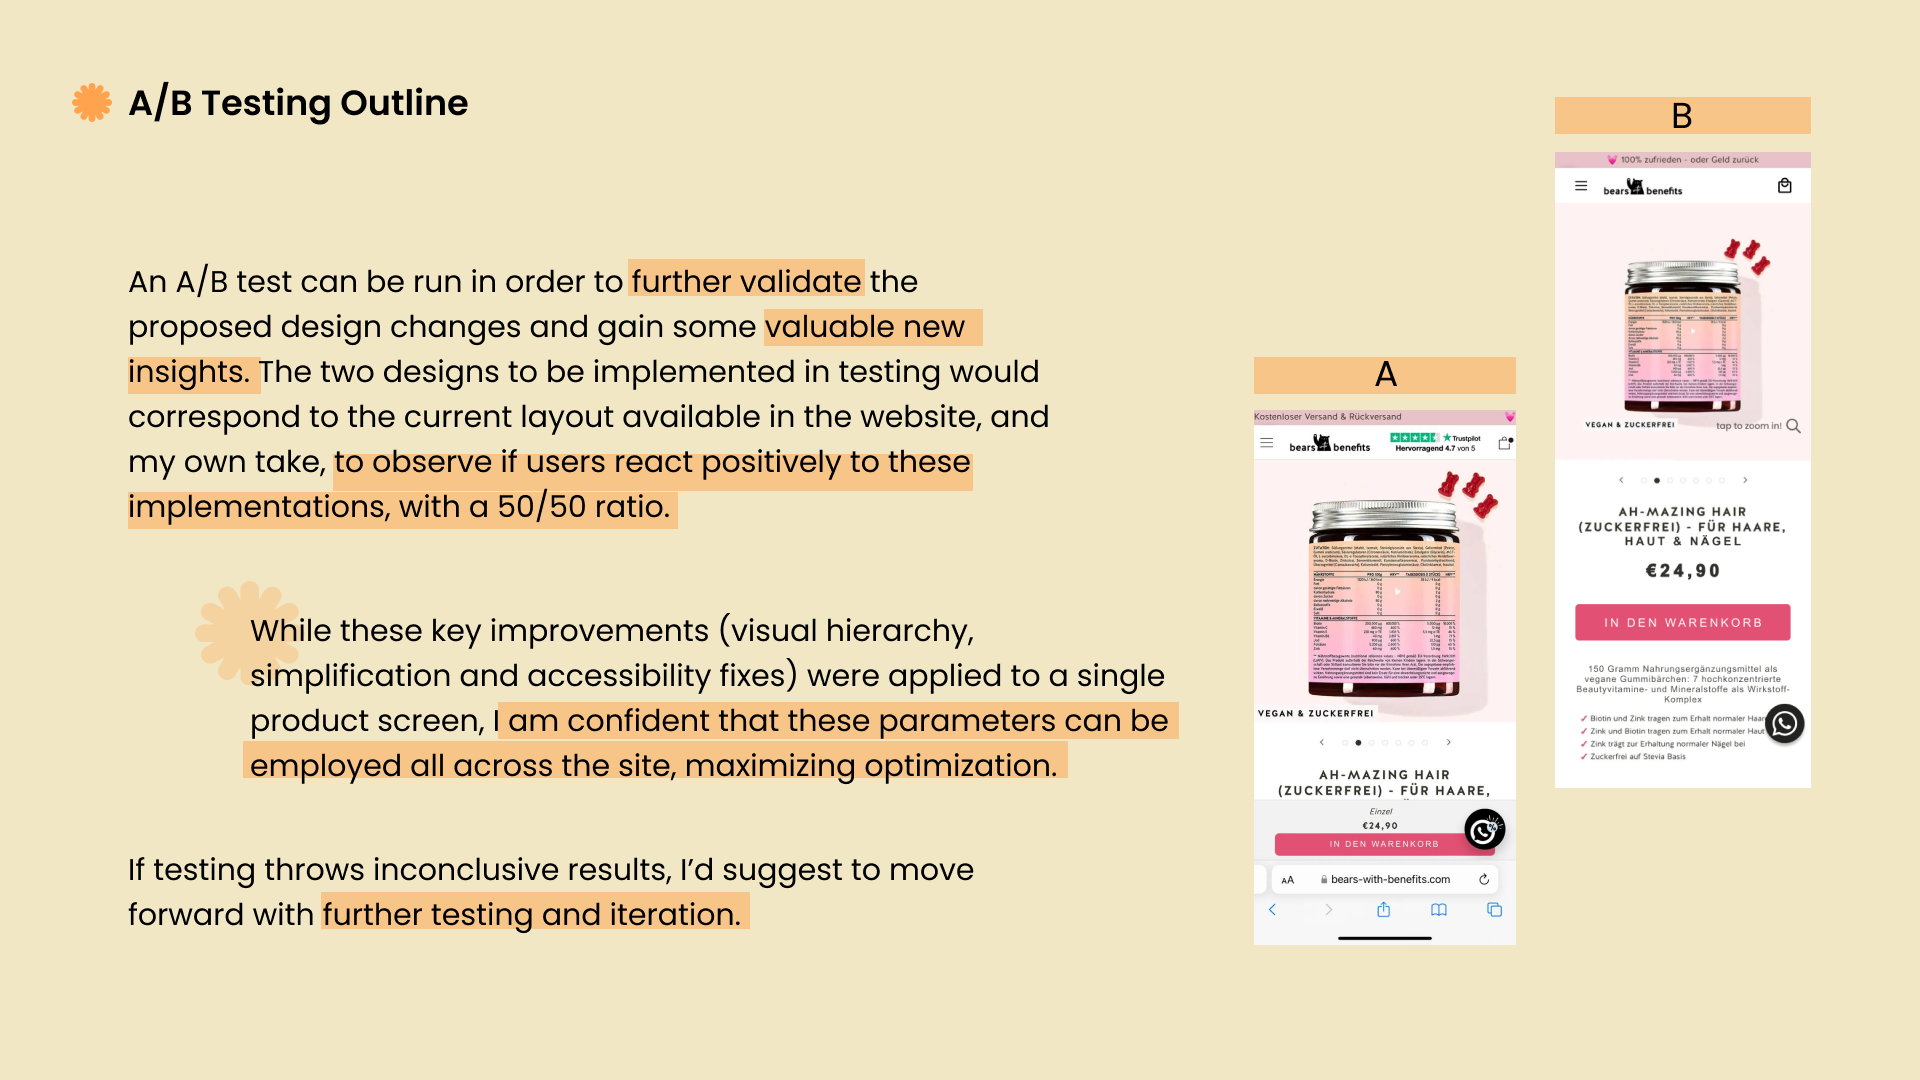 A/B Testing Outline
An A/B test can be run in order to further validate the
proposed design changes and gain some valuable new
insights. The two designs to be implemented in testing would
correspond to the current layout available in the website, and
my own take, to observe if users react positively to these
implementations, with a 50/50 ratio.
While these key improvements (visual hierarchy,
simplification and accessibility fixes) were applied to a single
product screen, I am confident that these parameters can be
employed all across the site, maximizing optimization.
If testing throws inconclusive results, I’d suggest to move
forward with further testing and iteration.
A
Kostenloser Versand & Rückversand
bears benefits
Trustpilot
Hervorragend 4.7 von 5
VEGAN & ZUCKERFREI
AH-MAZING HAIR
(ZUCKERFREI) - FÜR HAARE,
Einzel
€24,90
IN DEN WARENKORB
AA bears-with-benefits.com
B
100% zufrieden - oder Geld zurück
bears benefits
VEGAN & ZUCKERFREI
tap to zoom in!
AH-MAZING HAIR
(ZUCKERFREI) - FÜR HAARE,
HAUT & NÄGEL
€24,90
IN DEN WARENKORB
150 Gramm Nahrungsergänzungsmittel als
vegane Gummibärchen: 7 hochkonzentrierte
Beautyvitamine- und Mineralstoffe als Wirkstoff-
Komplex
✓ Biotin und Zink tragen zum Erhalt normaler Haar
✓ Zink und Biotin tragen zum Erhalt normaler Haut
✓ Zink trägt zur Erhaltung normaler Nägel bei
✓ Zuckerfrei auf Stevia Basis